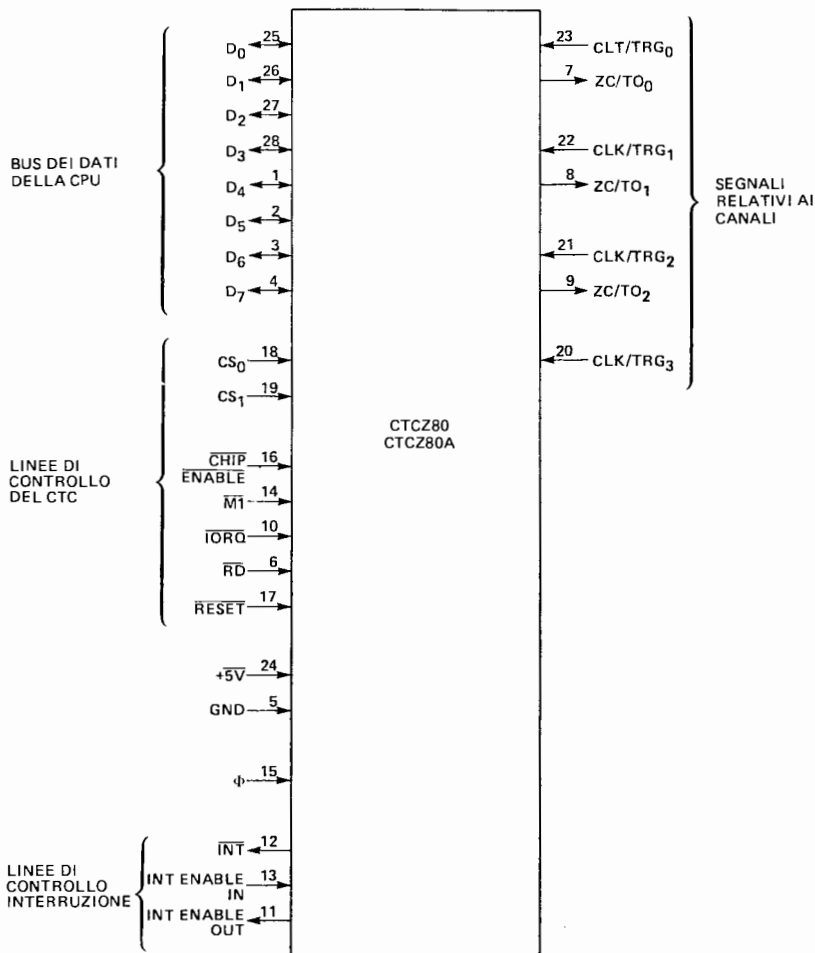 BUS DEI DATI
DELLA CPU
D0 25
D1 26
D2 27
D3 28
D4 1
D5 2
D6 3
D7 4
LINEE DI
CONTROLLO
DEL CTC
CS0 18
CS1 19
CHIP
ENABLE 16
M1 14
IORQ 10
RD 6
RESET 17
+5V 24
GND 5
Φ 15
LINEE DI
CONTROLLO
INTERRUZIONE
INT 12
INT ENABLE
IN 13
INT ENABLE
OUT 11
CTCZ80
CTCZ80A
23 CLT/TRG0
7 ZC/TO0
22 CLK/TRG1
8 ZC/TO1
21 CLK/TRG2
9 ZC/TO2
20 CLK/TRG3
SEGNALI
RELATIVI AI
CANALI